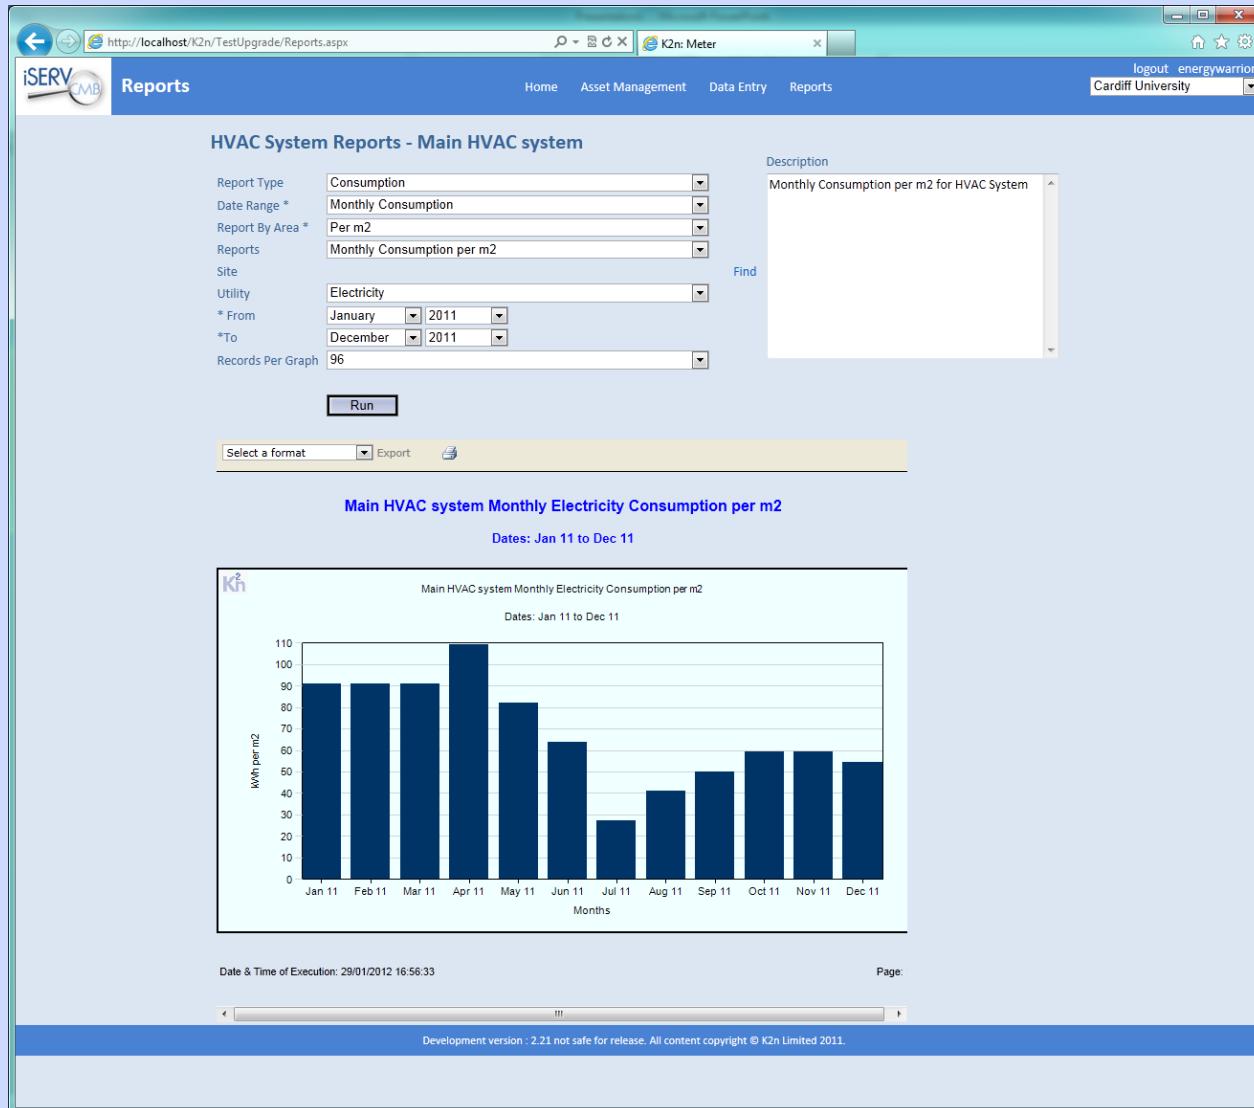 http://localhost/K2n/TestUpgrade/Reports.aspx
K2n: Meter
iSERV CMB
Reports
Home Asset Management Data Entry Reports
logout energywarrior
Cardiff University
HVAC System Reports - Main HVAC system
Description
Monthly Consumption per m2 for HVAC System
Report Type Consumption
Date Range * Monthly Consumption
Report By Area * Per m2
Reports Monthly Consumption per m2
Site Find
Utility Electricity
* From January 2011
*To December 2011
Records Per Graph 96
Run
Select a format Export
Main HVAC system Monthly Electricity Consumption per m2
Dates: Jan 11 to Dec 11
K2n
Main HVAC system Monthly Electricity Consumption per m2
Dates: Jan 11 to Dec 11
110
100
90
80
70
60
50
40
30
20
10
0
kWh per m2
Jan 11 Feb 11 Mar 11 Apr 11 May 11 Jun 11 Jul 11 Aug 11 Sep 11 Oct 11 Nov 11 Dec 11
Months
Date & Time of Execution: 29/01/2012 16:56:33 Page:
Development version : 2.21 not safe for release. All content copyright © K2n Limited 2011.